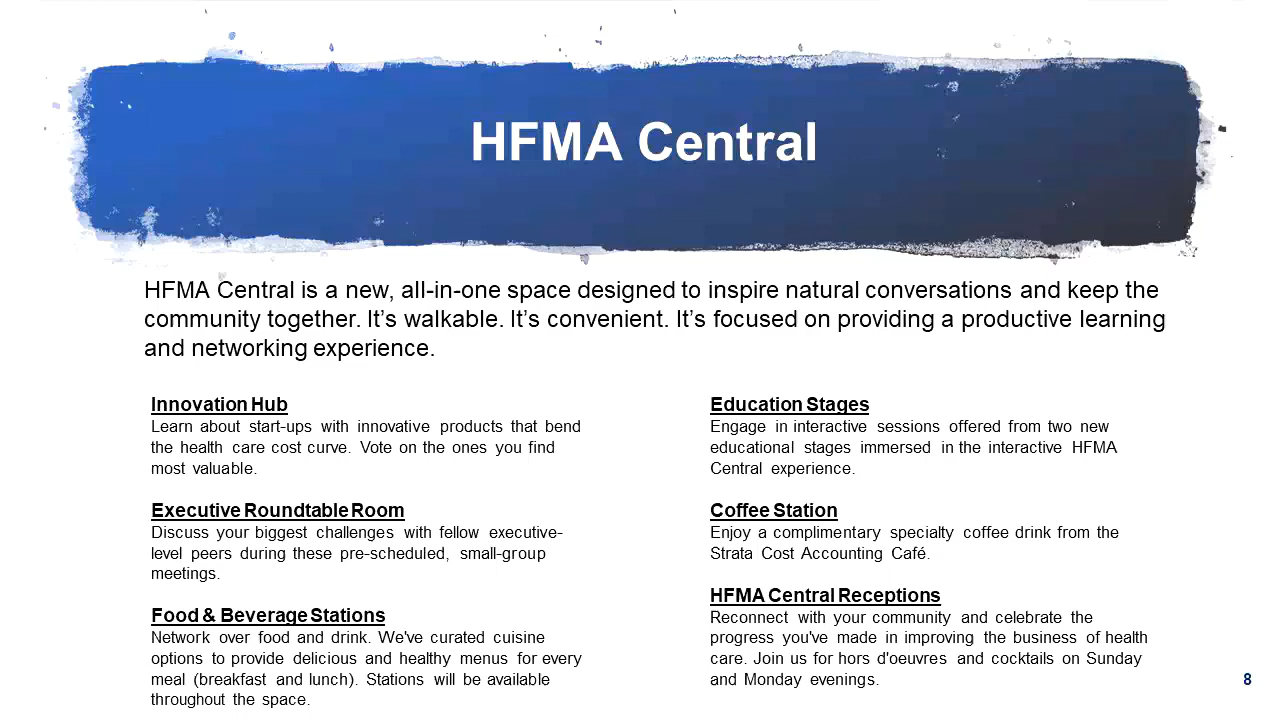 HFMA Central
HFMA Central is a new, all-in-one space designed to inspire natural conversations and keep the
community together. It’s walkable. It’s convenient. It’s focused on providing a productive learning
and networking experience.
Innovation Hub
Learn about start-ups with innovative products that bend
the health care cost curve. Vote on the ones you find
most valuable.
Executive Roundtable Room
Discuss your biggest challenges with fellow executive-
level peers during these pre-scheduled, small-group
meetings.
Food & Beverage Stations
Network over food and drink. We've curated cuisine
options to provide delicious and healthy menus for every
meal (breakfast and lunch). Stations will be available
throughout the space.
Education Stages
Engage in interactive sessions offered from two new
educational stages immersed in the interactive HFMA
Central experience.
Coffee Station
Enjoy a complimentary specialty coffee drink from the
Strata Cost Accounting Café.
HFMA Central Receptions
Reconnect with your community and celebrate the
progress you've made in improving the business of health
care. Join us for hors d'oeuvres and cocktails on Sunday
and Monday evenings.
8